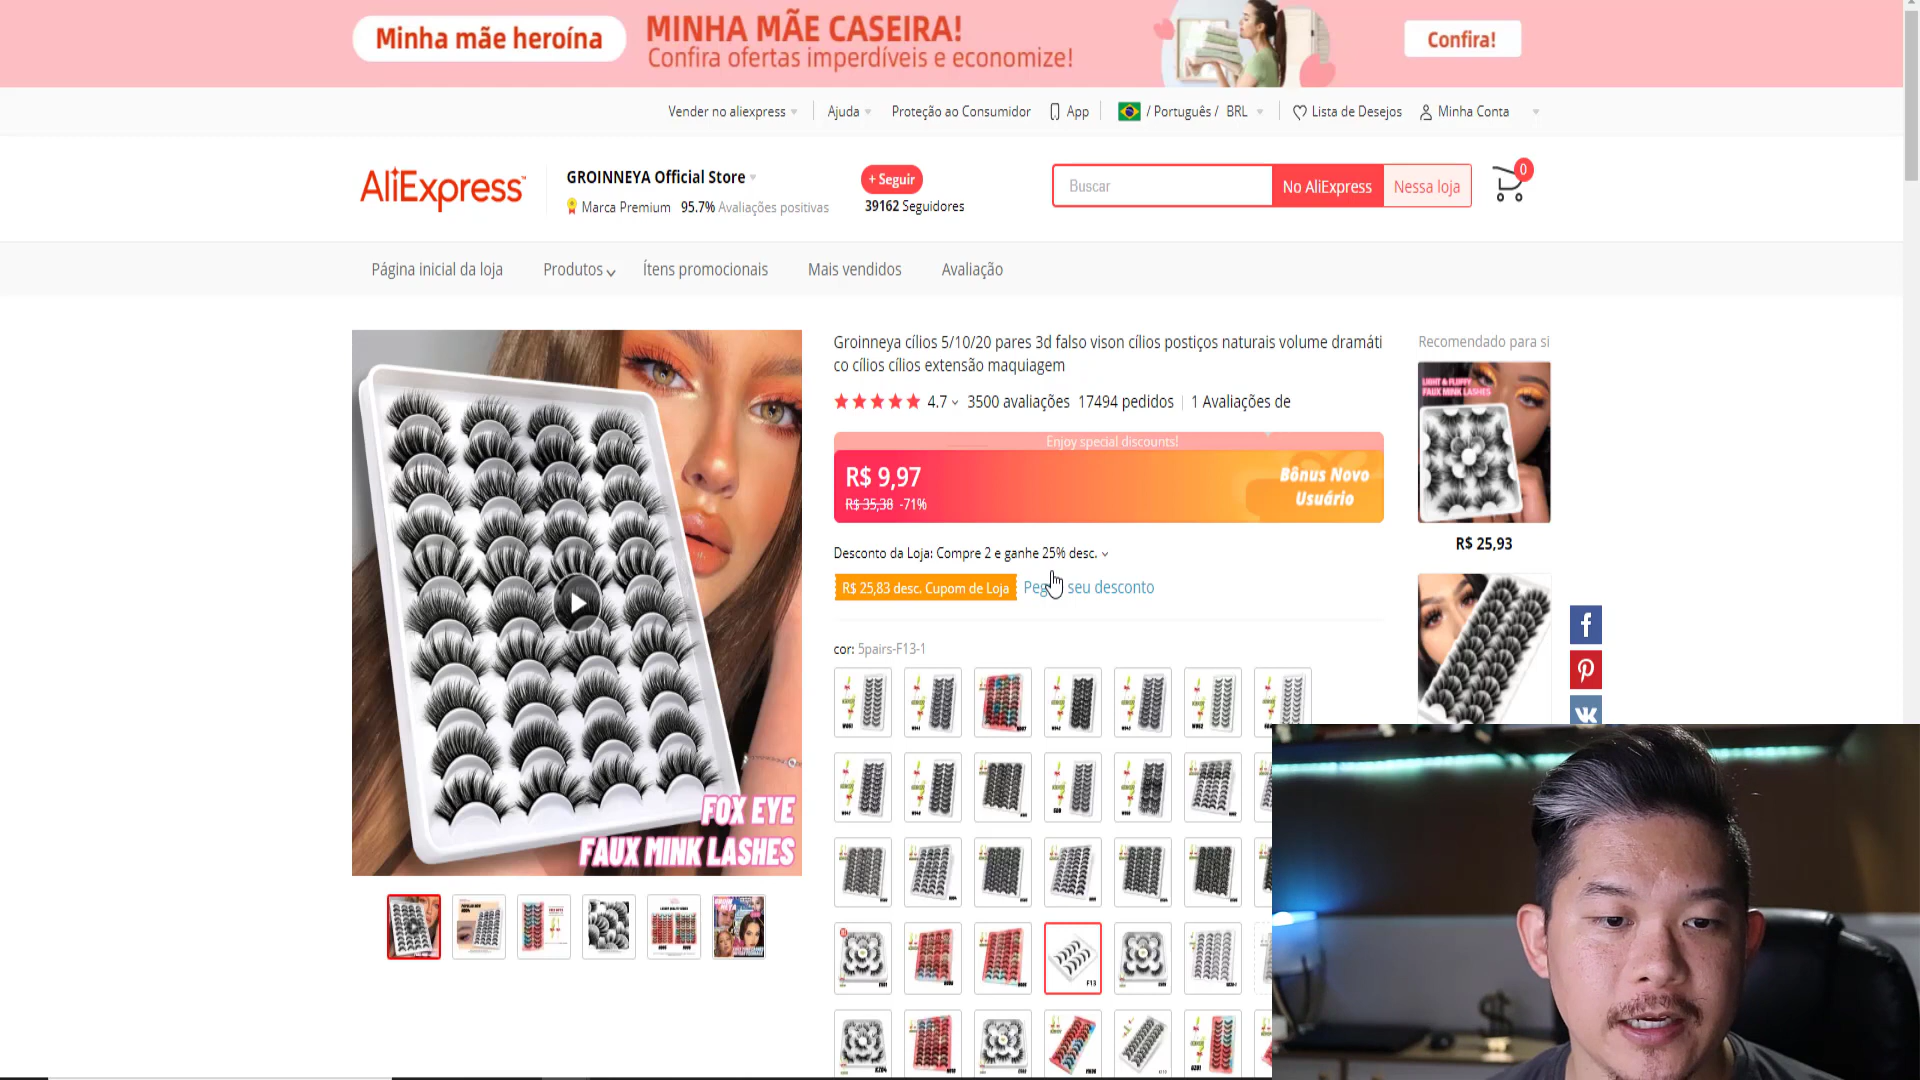 Minha mãe heroína
MINHA MÃE CASEIRA!
Confira ofertas imperdíveis e economize!
Confira!
Vender no aliexpress
Ajuda
Proteção ao Consumidor
App
/ Português / BRL
Lista de Desejos
Minha Conta
AliExpress
GROINNEYA Official Store
Marca Premium 95.7% Avaliações positivas
+ Seguir
39162 Seguidores
Buscar
No AliExpress
Nessa loja
0
Página inicial da loja
Produtos
Ítens promocionais
Mais vendidos
Avaliação
FOX EYE
FAUX MINK LASHES
Groinneya cílios 5/10/20 pares 3d falso vison cílios postiços naturais volume dramáti
co cílios cílios extensão maquiagem
4.7 3500 avaliações 17494 pedidos 1 Avaliações de
Enjoy special discounts!
R$ 9,97
R$ 35,38 -71%
Bônus Novo
Usuário
Desconto da Loja: Compre 2 e ganhe 25% desc.
R$ 25,83 desc. Cupom de Loja
seu desconto
cor: 5pairs-F13-1
F13
Recomendado para si
LIGHT & FLUFFY
FAUX MINK LASHES
R$ 25,93